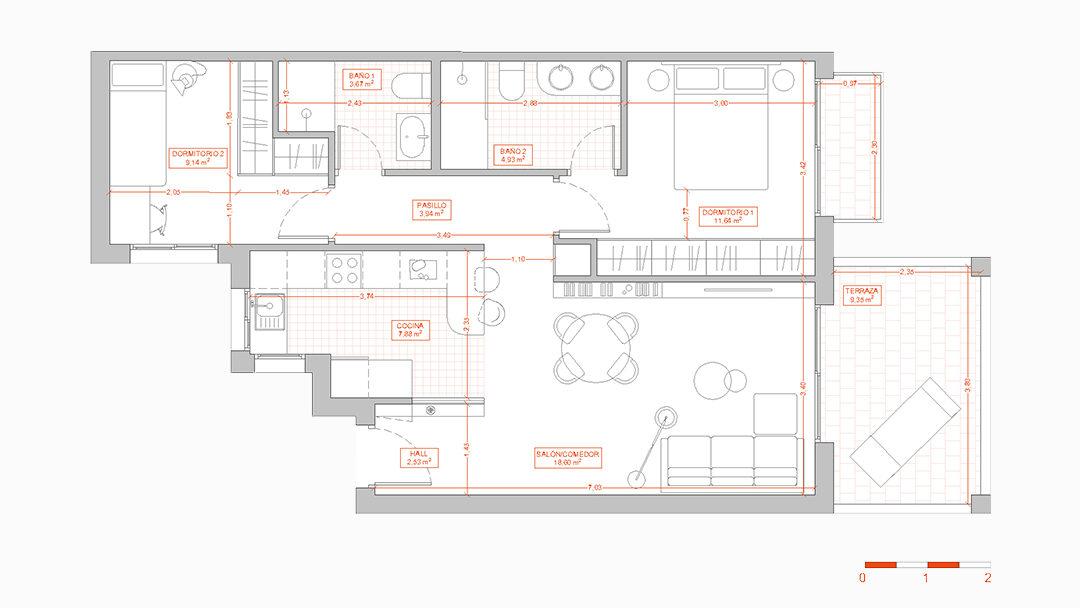 BAÑO 1
3,67 m²
0,97
1,13
2,43
2,88
3,00
1,93
2,30
BAÑO 2
4,93 m²
DORMITORIO 2
9,14 m²
3,42
2,05
1,45
PASILLO
3,94 m²
DORMITORIO 1
11,64 m²
0,77
1,10
3,49
1,10
2,35
TERRAZA
9,35 m²
3,74
COCINA
7,88 m²
2,33
3,40
3,80
1,43
HALL
2,53 m²
SALÓN/COMEDOR
18,60 m²
7,03
0 1 2